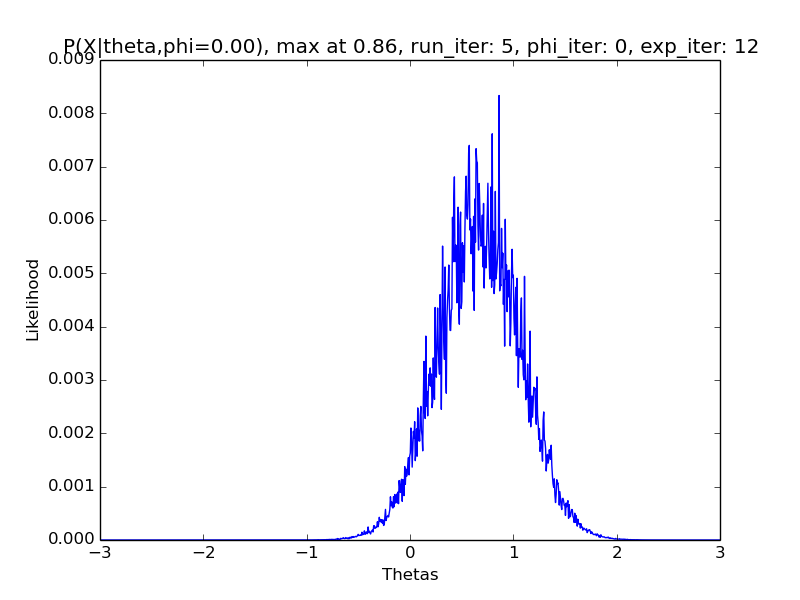 P(X|theta,phi=0.00), max at 0.86, run_iter: 5, phi_iter: 0, exp_iter: 12
0.009
0.008
0.007
0.006
0.005
0.004
0.003
0.002
0.001
0.000
Likelihood
−3 −2 −1 0 1 2 3
Thetas